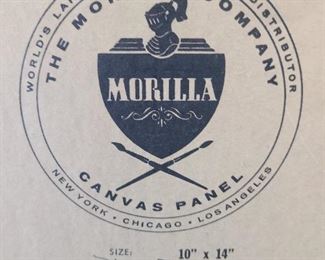 WORLD'S
DISTRIBUTOR
THE COMPANY
MORILLA
CANVAS PANEL
NEW YORK • CHICAGO • LOS ANGELES
SIZE: 10" x 14"